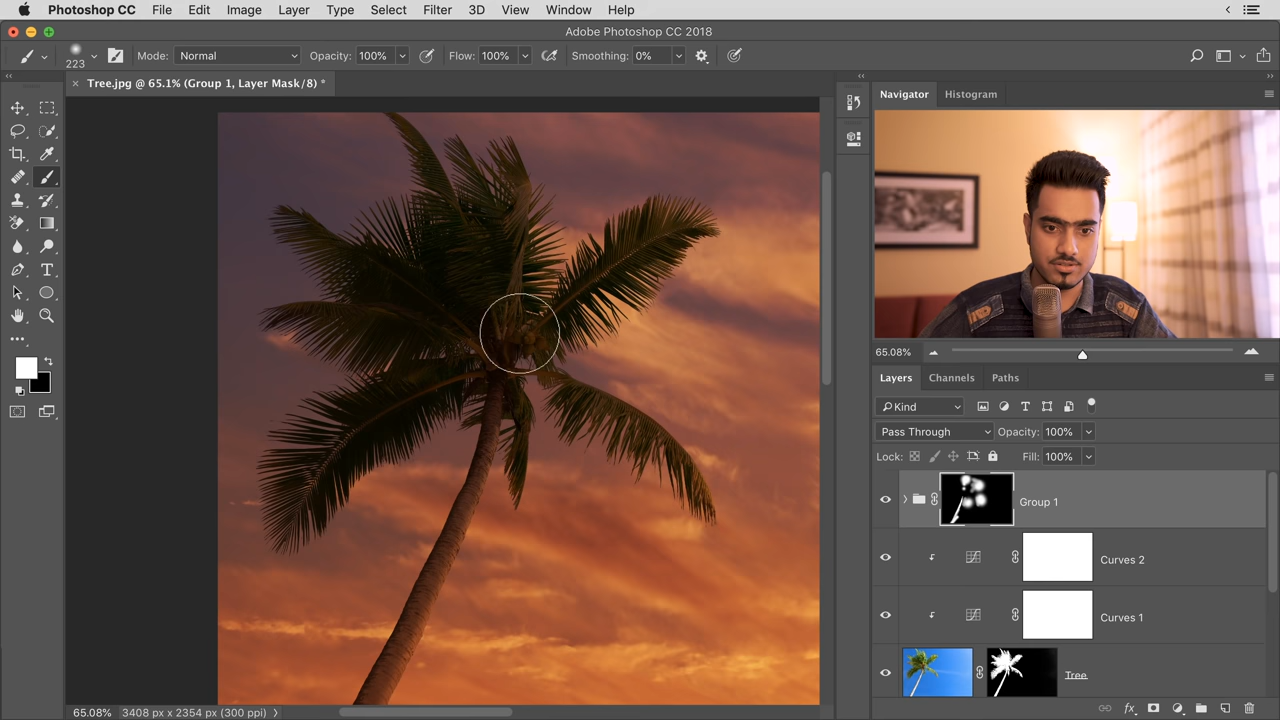 Photoshop CC File Edit Image Layer Type Select Filter 3D View Window Help
Adobe Photoshop CC 2018
223 Mode: Normal Opacity: 100% Flow: 100% Smoothing: 0%
× Tree.jpg @ 65.1% (Group 1, Layer Mask/8) *
Navigator Histogram
65.08%
Layers Channels Paths
Kind
Pass Through Opacity: 100%
Lock: Fill: 100%
Group 1
Curves 2
Curves 1
Tree
65.08% 3408 px x 2354 px (300 ppi)